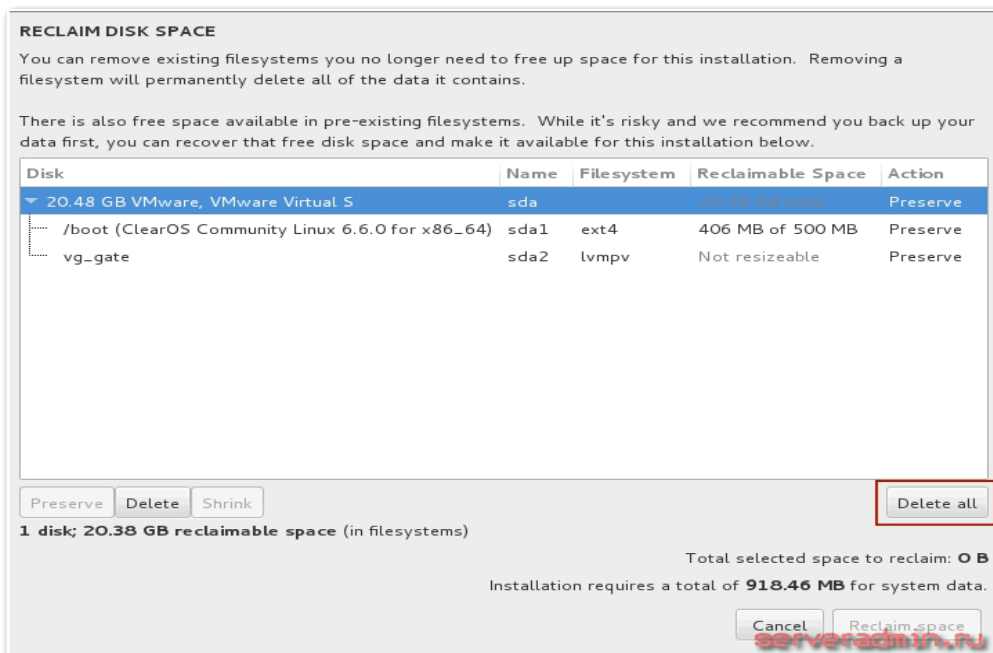 RECLAIM DISK SPACE
You can remove existing filesystems you no longer need to free up space for this installation. Removing a
filesystem will permanently delete all of the data it contains.
There is also free space available in pre-existing filesystems. While it's risky and we recommend you back up your
data first, you can recover that free disk space and make it available for this installation below.
Disk Name Filesystem Reclaimable Space Action
20.48 GB VMware, VMware Virtual S sda 20.38 GB total Preserve
/boot (ClearOS Community Linux 6.6.0 for x86_64) sda1 ext4 406 MB of 500 MB Preserve
vg_gate sda2 lvmpv Not resizeable Preserve
Preserve Delete Shrink Delete all
1 disk; 20.38 GB reclaimable space (in filesystems)
Total selected space to reclaim: 0 B
Installation requires a total of 918.46 MB for system data.
Cancel Reclaim space
serveradmin.ru